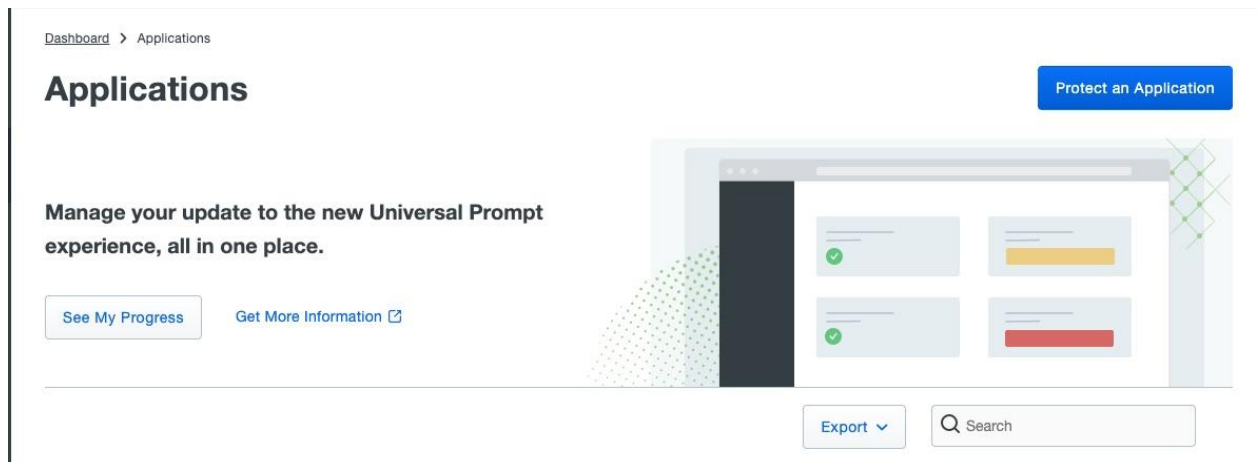 Dashboard > Applications
Applications
Protect an Application
Manage your update to the new Universal Prompt
experience, all in one place.
See My Progress
Get More Information
Export
Search